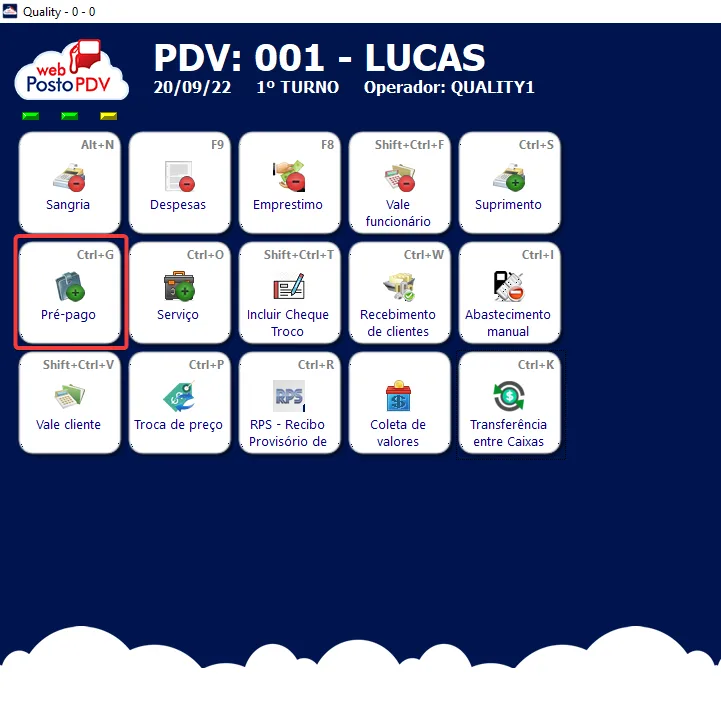 Quality - 0 - 0
web
PostoPDV
PDV: 001 - LUCAS
20/09/22 1º TURNO Operador: QUALITY1
Alt+N
Sangria
F9
Despesas
F8
Emprestimo
Shift+Ctrl+F
Vale
funcionário
Ctrl+S
Suprimento
Ctrl+G
Pré-pago
Ctrl+O
Serviço
Shift+Ctrl+T
Incluir Cheque
Troco
Ctrl+W
Recebimento
de clientes
Ctrl+I
Abastecimento
manual
Shift+Ctrl+V
Vale cliente
Ctrl+P
Troca de preço
Ctrl+R
RPS
RPS - Recibo
Provisório de
Coleta de
valores
Ctrl+K
Transferência
entre Caixas